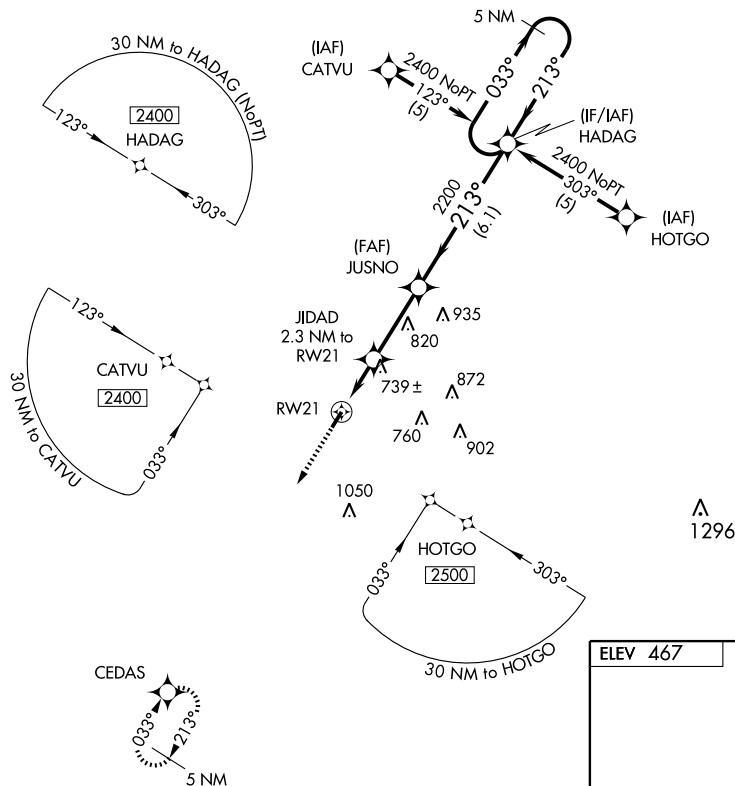 30 NM to HADAG (NoPT)
123°
2400
HADAG
303°
(IAF)
CATVU
2400 NoPT
123°
(5)
5 NM
033°
213°
(IF/IAF)
HADAG
2400 NoPT
303°
(5)
(IAF)
HOTGO
2200
213°
(6.1)
(FAF)
JUSNO
935
820
JIDAD
2.3 NM to
RW21
739 ±
872
RW21
760
902
123°
CATVU
2400
30 NM to CATVU
033°
1050
1296
HOTGO
2500
033°
303°
30 NM to HOTGO
CEDAS
033°
213°
5 NM
ELEV 467